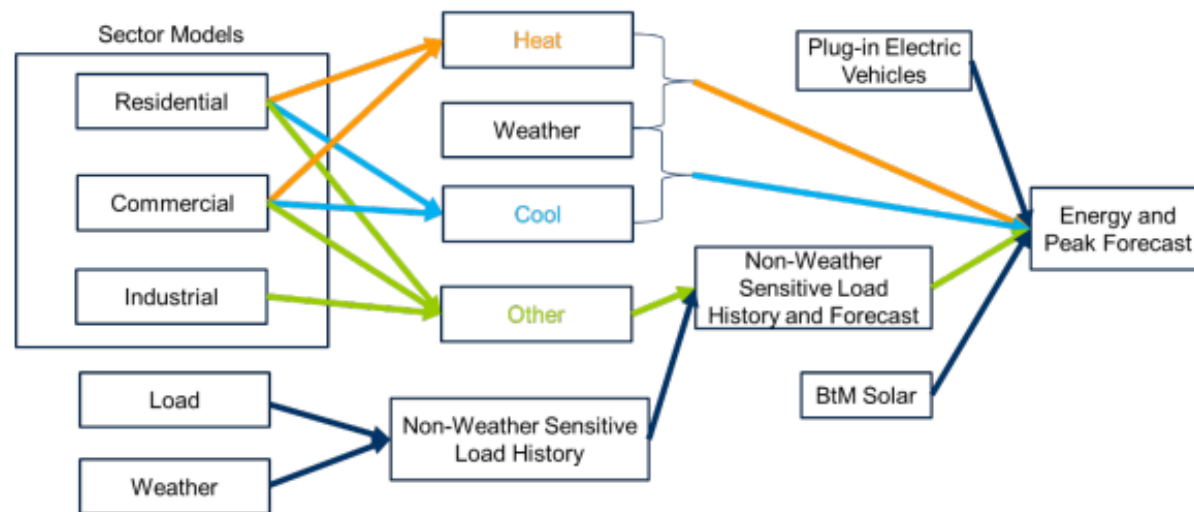 Sector Models
Residential
Commercial
Industrial
Load
Weather
Heat
Weather
Cool
Other
Non-Weather Sensitive
Load History
Non-Weather
Sensitive Load
History and Forecast
Plug-in Electric
Vehicles
BtM Solar
Energy and
Peak Forecast